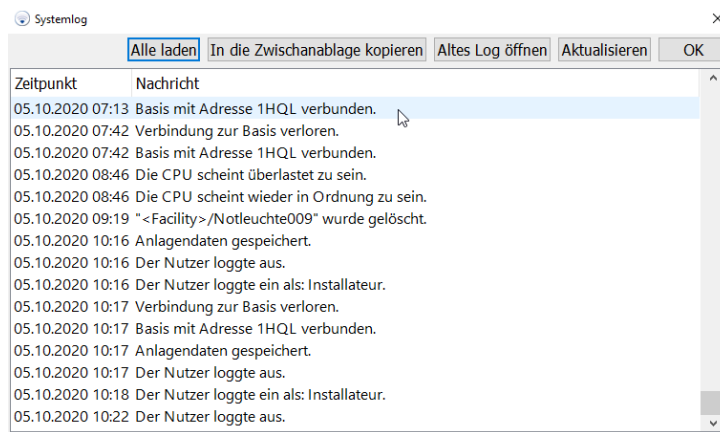 Systemlog
Alle laden In die Zwischanablage kopieren Altes Log öffnen Aktualisieren OK
Zeitpunkt Nachricht
05.10.2020 07:13 Basis mit Adresse 1HQL verbunden.
05.10.2020 07:42 Verbindung zur Basis verloren.
05.10.2020 07:42 Basis mit Adresse 1HQL verbunden.
05.10.2020 08:46 Die CPU scheint überlastet zu sein.
05.10.2020 08:46 Die CPU scheint wieder in Ordnung zu sein.
05.10.2020 09:19 "<Facility>/Notleuchte009" wurde gelöscht.
05.10.2020 10:16 Anlagendaten gespeichert.
05.10.2020 10:16 Der Nutzer loggte aus.
05.10.2020 10:16 Der Nutzer loggte ein als: Installateur.
05.10.2020 10:17 Verbindung zur Basis verloren.
05.10.2020 10:17 Basis mit Adresse 1HQL verbunden.
05.10.2020 10:17 Anlagendaten gespeichert.
05.10.2020 10:17 Der Nutzer loggte aus.
05.10.2020 10:18 Der Nutzer loggte ein als: Installateur.
05.10.2020 10:22 Der Nutzer loggte aus.